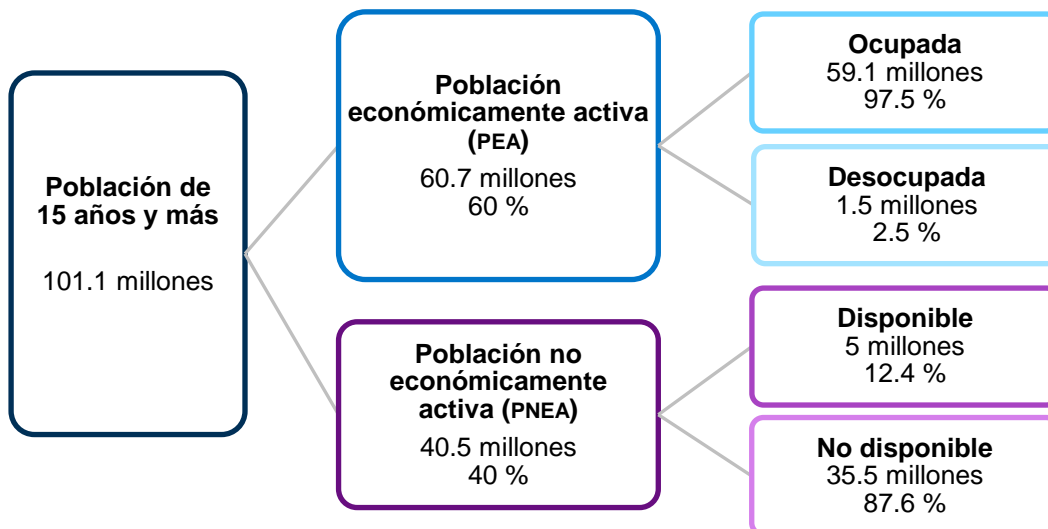 Población de
15 años y más
101.1 millones
Población
económicamente activa
(PEA)
60.7 millones
60 %
Ocupada
59.1 millones
97.5 %
Desocupada
1.5 millones
2.5 %
Población no
económicamente
activa (PNEA)
40.5 millones
40 %
Disponible
5 millones
12.4 %
No disponible
35.5 millones
87.6 %